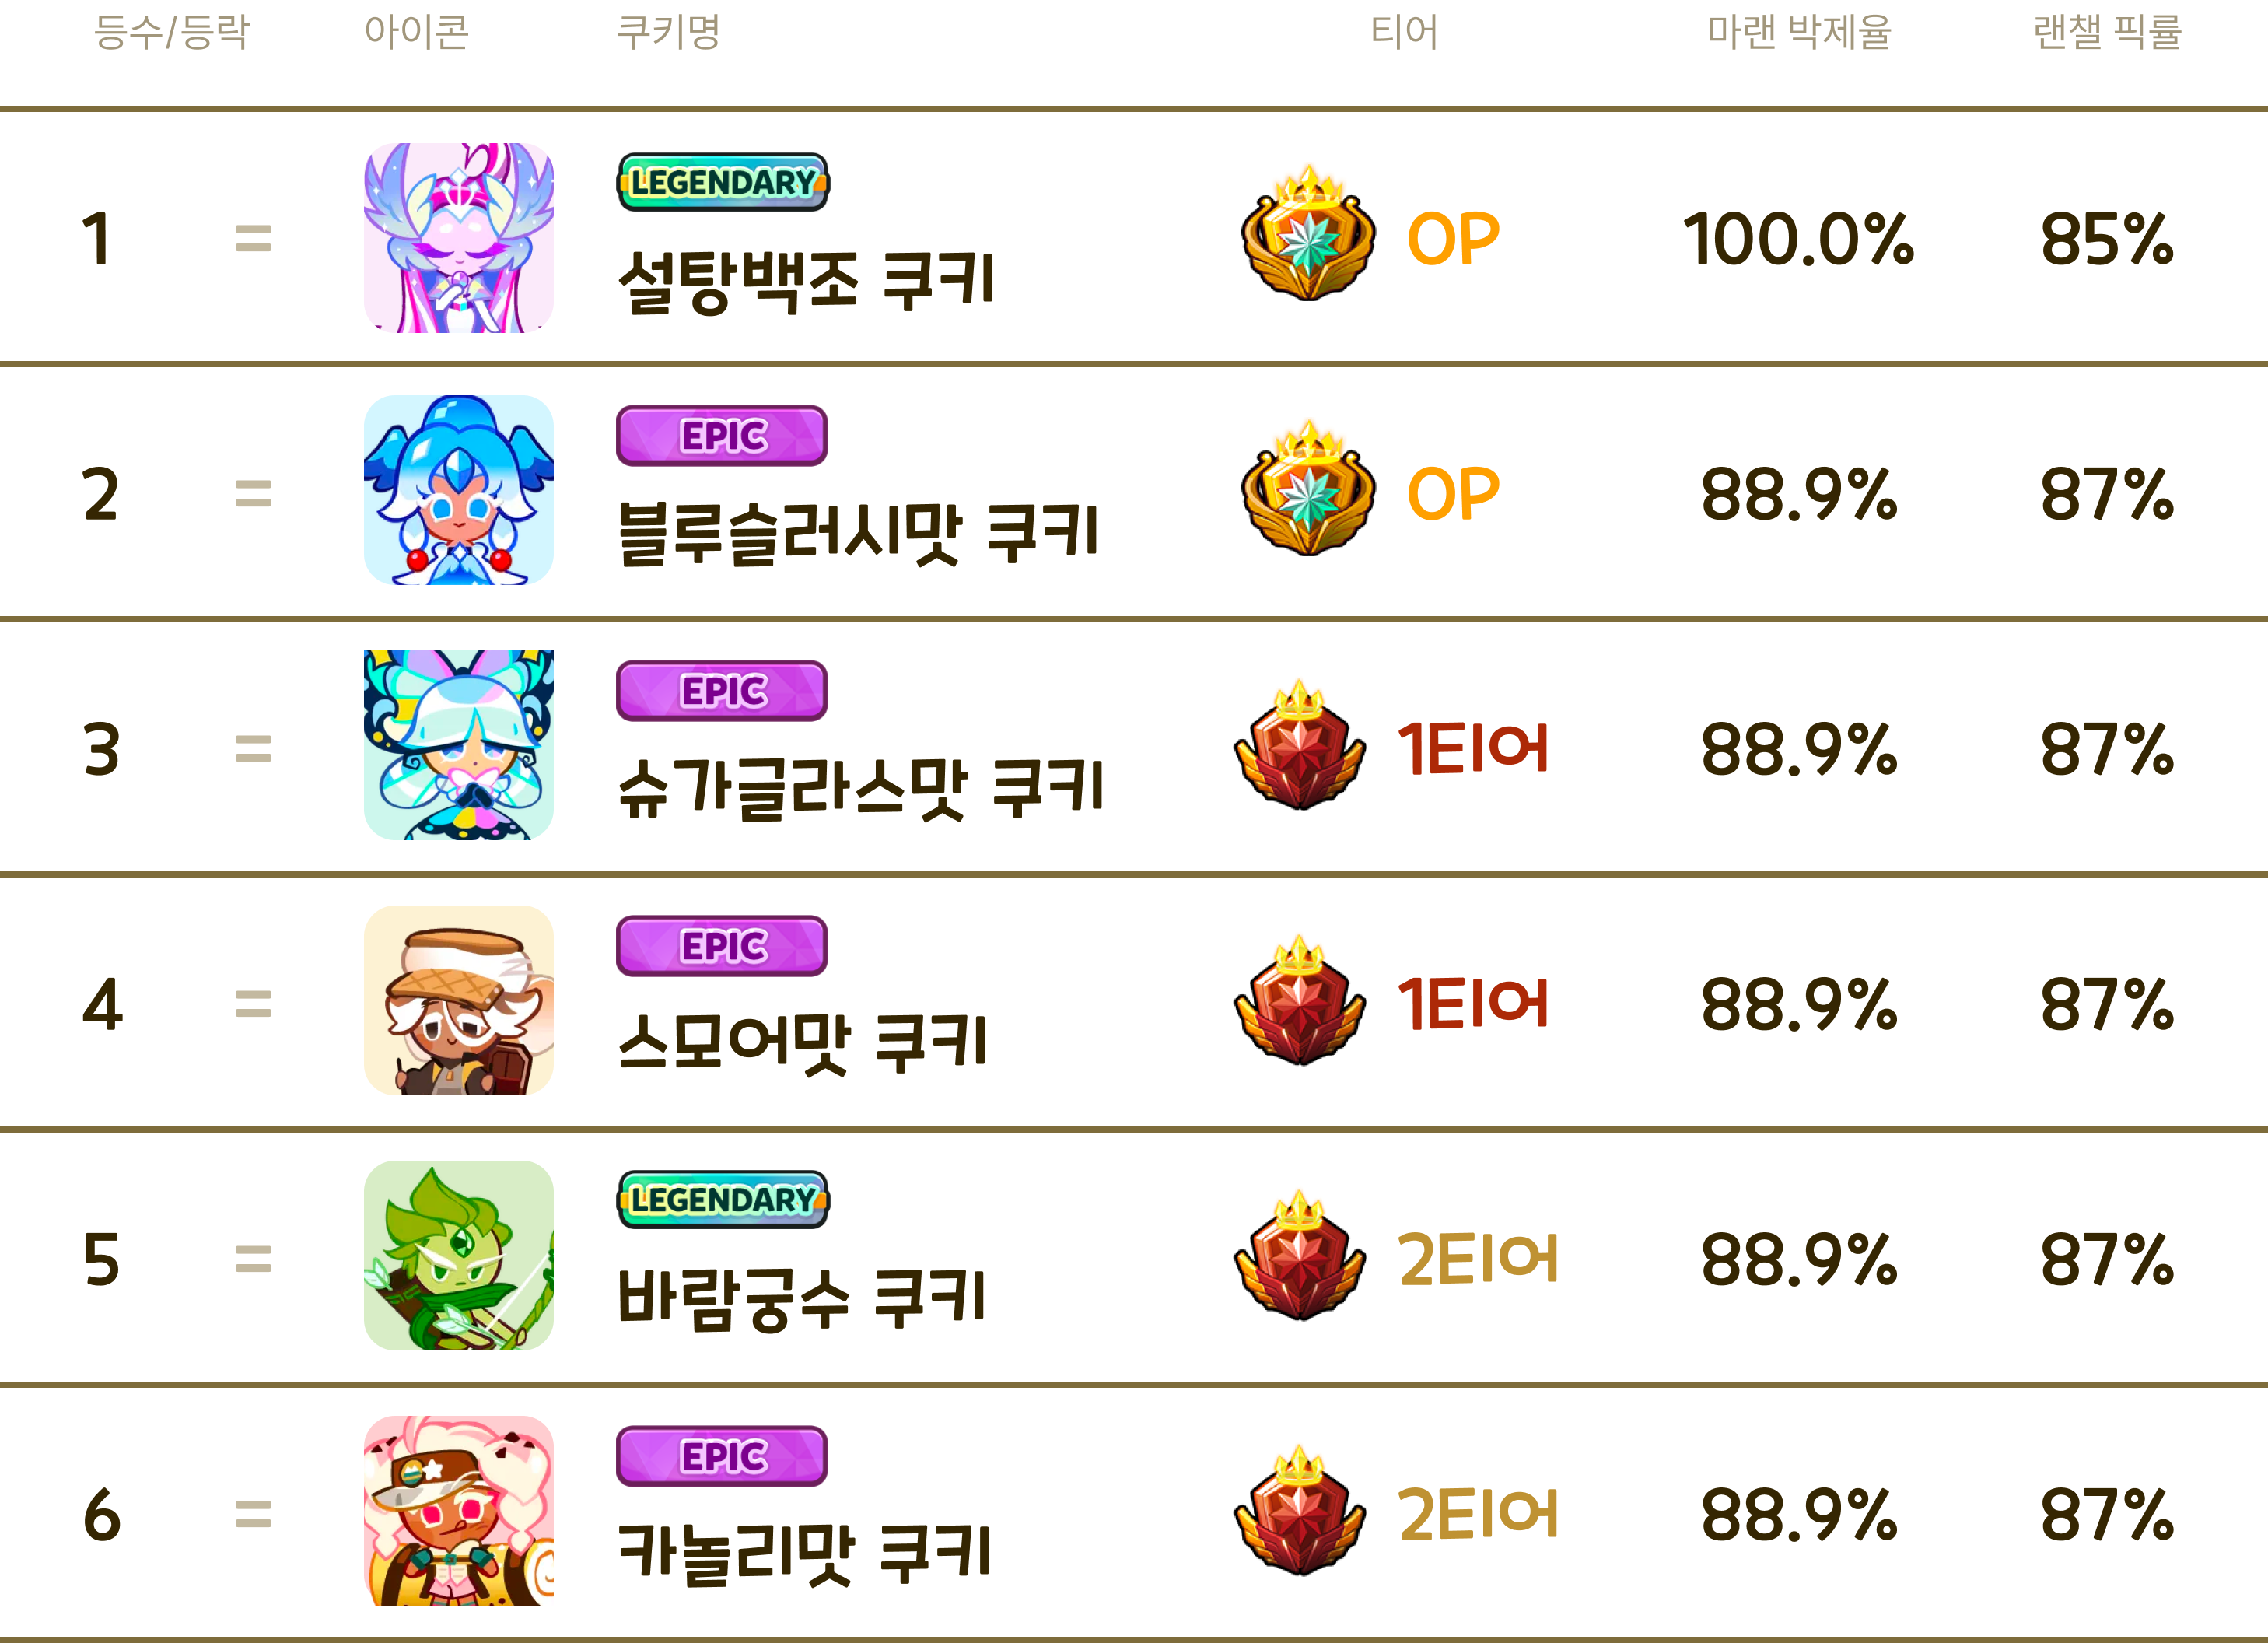 등수/등락 아이콘 쿠키명 티어 마랜 박제율 랜챌 픽률
LEGENDARY
1 = 설탕백조 쿠키 OP 100.0% 85%
EPIC
2 = 블루슬러시맛 쿠키 OP 88.9% 87%
EPIC
3 = 슈가글라스맛 쿠키 1티어 88.9% 87%
EPIC
4 = 스모어맛 쿠키 1티어 88.9% 87%
LEGENDARY
5 = 바람궁수 쿠키 2티어 88.9% 87%
EPIC
6 = 카놀리맛 쿠키 2티어 88.9% 87%